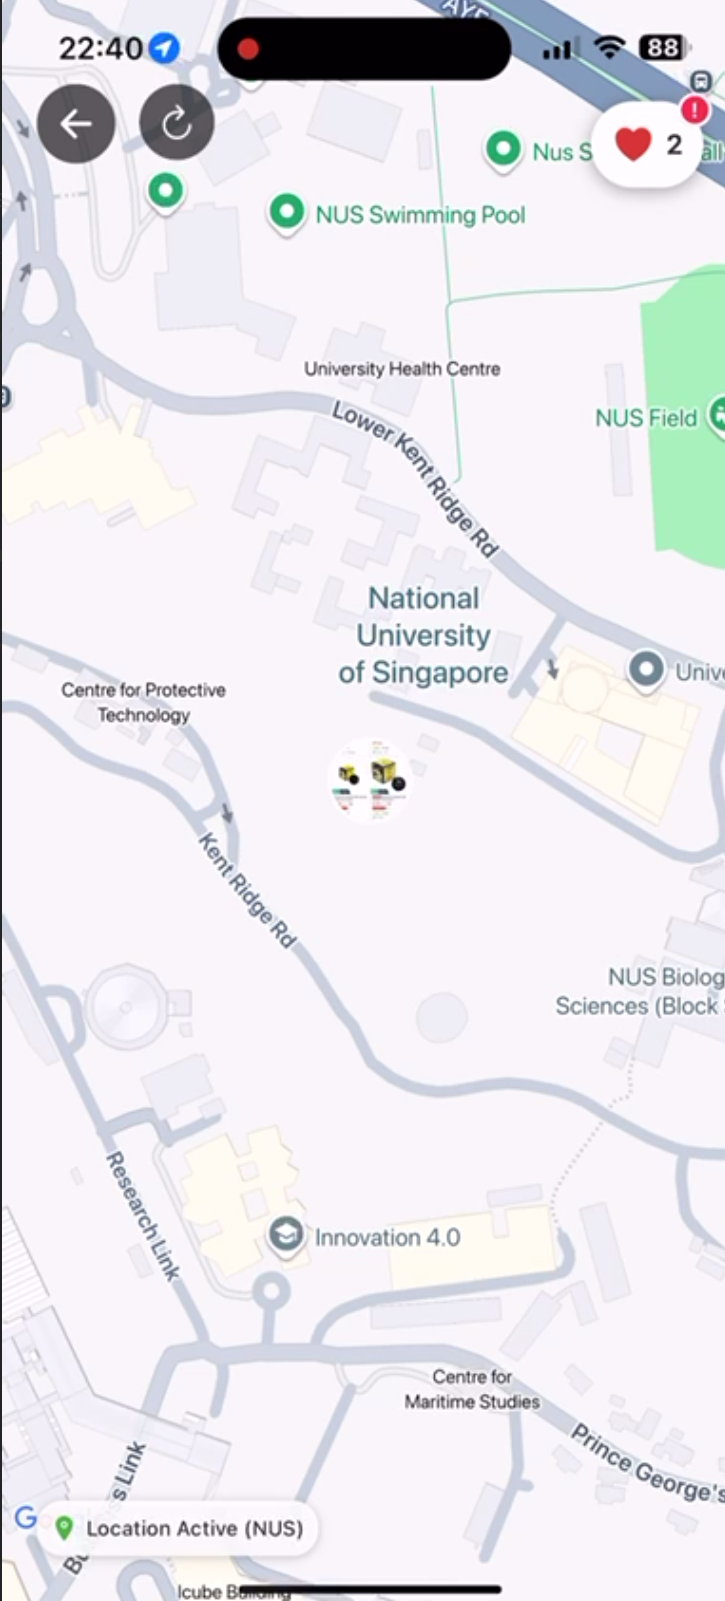 AYE
22:40
88
2
Nus S
all
NUS Swimming Pool
University Health Centre
NUS Field
Lower Kent Ridge Rd
National
University
of Singapore
Unive
Centre for Protective
Technology
Kent Ridge Rd
NUS Biolog
Sciences (Block
Research Link
Innovation 4.0
Centre for
Maritime Studies
Prince George's
s Link
G
Location Active (NUS)
Icube Building